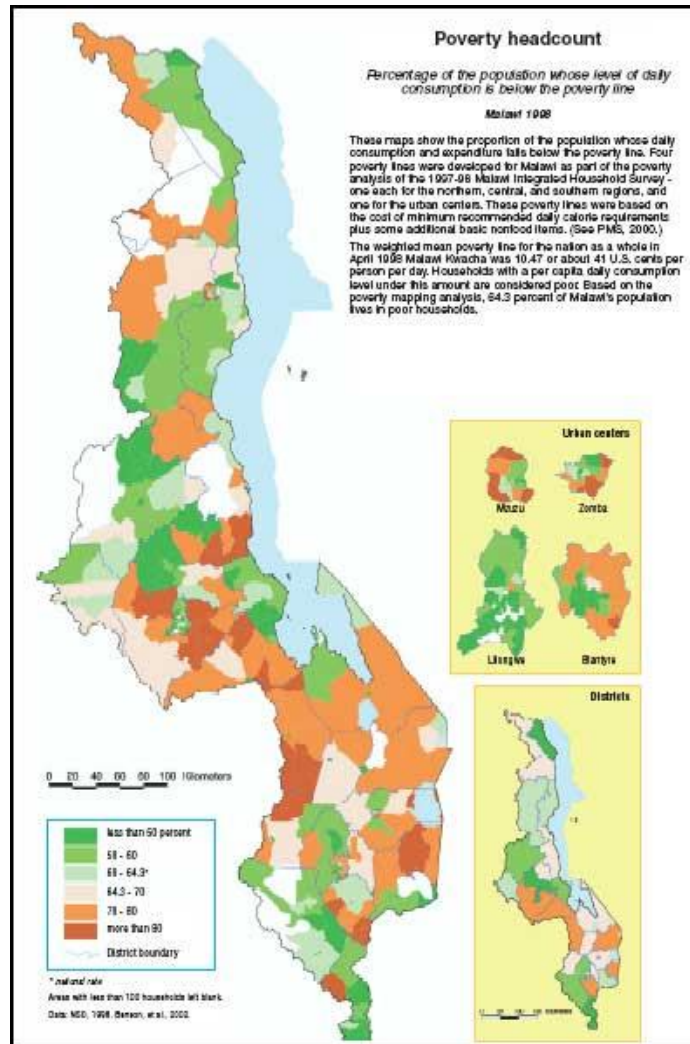 Poverty headcount
Percentage of the population whose level of daily
consumption is below the poverty line
Malawi 1998
These maps show the proportion of the population whose daily
consumption and expenditure falls below the poverty line. Four
poverty lines were developed for Malawi as part of the poverty
analysis of the 1997-98 Malawi Integrated Household Survey -
one each for the northern, central, and southern regions, and
one for the urban centers. These poverty lines were based on
the cost of minimum recommended daily calorie requirements
plus some additional basic nonfood items. (See PMS, 2000.)
The weighted mean poverty line for the nation as a whole in
April 1998 Malawi Kwacha was 10.47 or about 41 U.S. cents per
person per day. Households with a per capita daily consumption
level under this amount are considered poor. Based on the
poverty mapping analysis, 64.3 percent of Malawi's population
lives in poor households.
Urban centers
Mzuzu
Zomba
Lilongwe
Blantyre
Districts
0 20 40 60 80 100 Kilometers
less than 50 percent
50 - 60
60 - 64.3*
64.3 - 70
70 - 80
more than 80
District boundary
* national rate
Areas with less than 100 households left blank.
Data: NSO, 1998. Benson, et al., 2002.